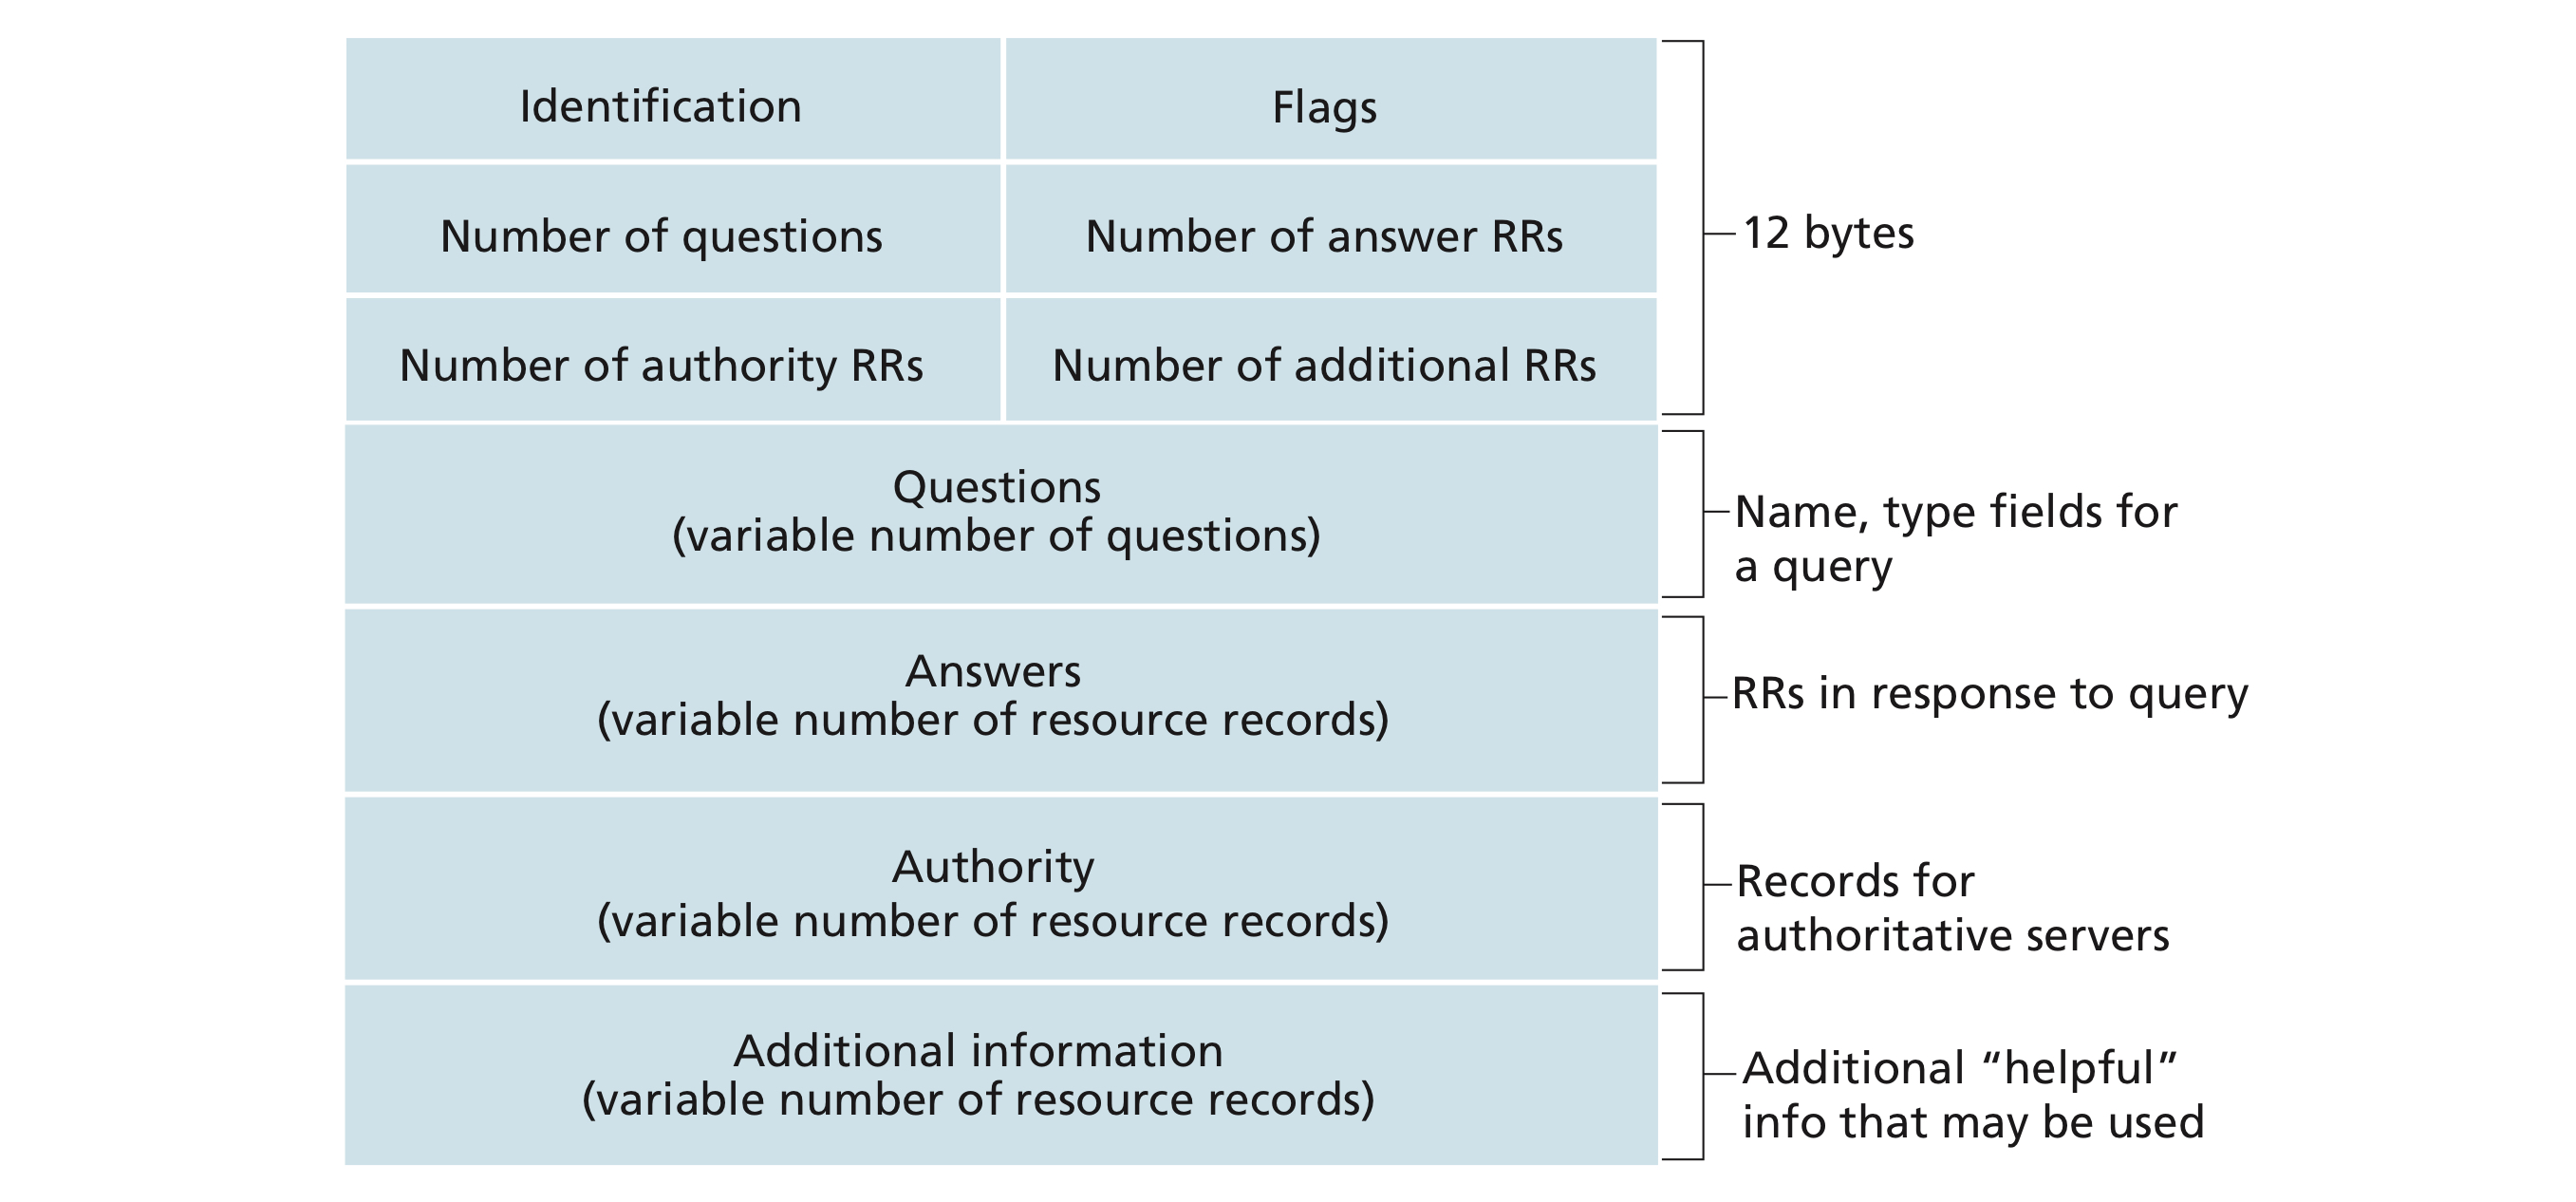 Identification
Flags
Number of questions
Number of answer RRs
12 bytes
Number of authority RRs
Number of additional RRs
Questions
(variable number of questions)
Name, type fields for
a query
Answers
(variable number of resource records)
RRs in response to query
Authority
(variable number of resource records)
Records for
authoritative servers
Additional information
(variable number of resource records)
Additional “helpful”
info that may be used